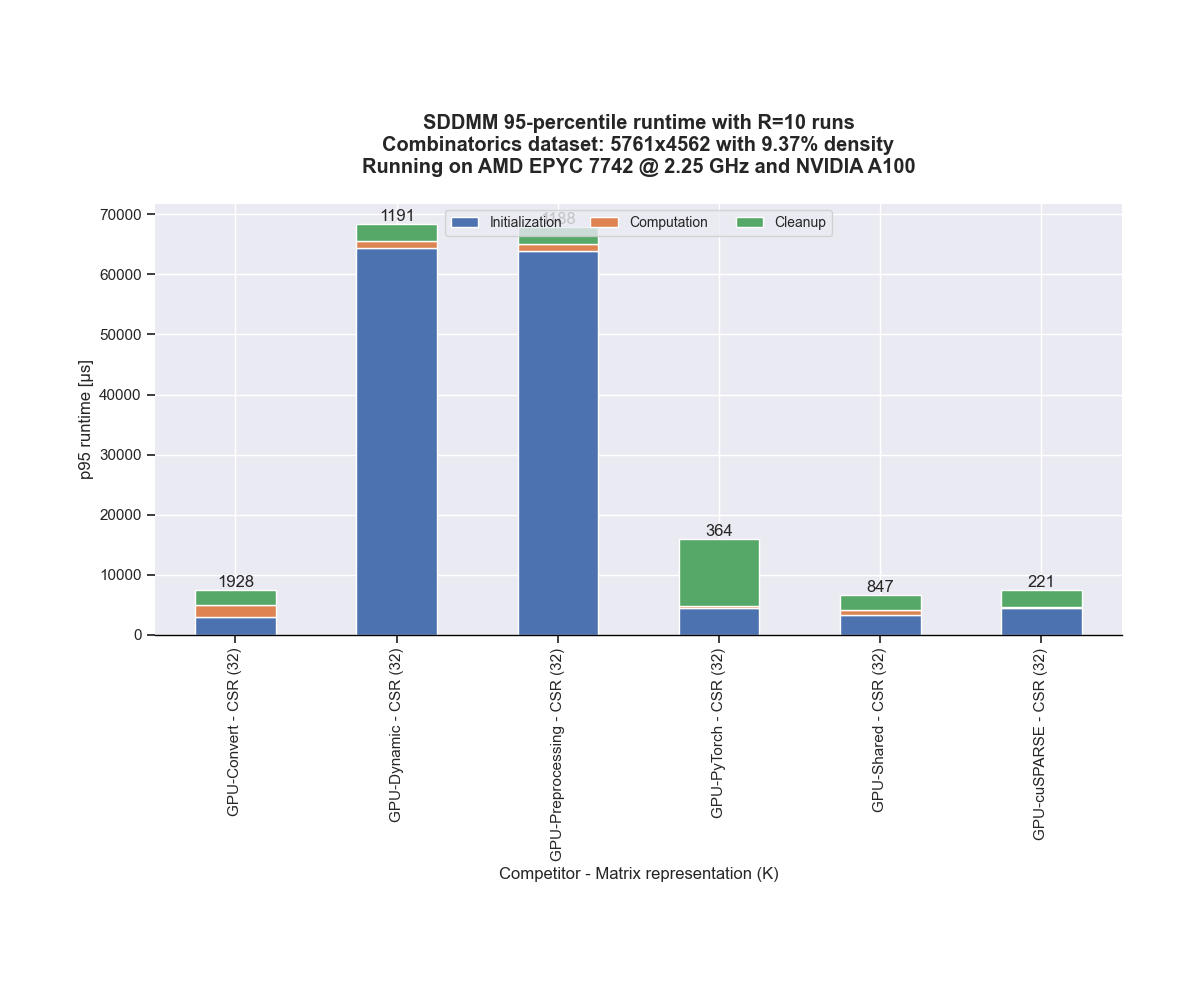 SDDMM 95-percentile runtime with R=10 runs
Combinatorics dataset: 5761x4562 with 9.37% density
Running on AMD EPYC 7742 @ 2.25 GHz and NVIDIA A100
Initialization
Computation
Cleanup
p95 runtime [µs]
70000
60000
50000
40000
30000
20000
10000
0
1928
1191
1188
364
847
221
GPU-Convert - CSR (32)
GPU-Dynamic - CSR (32)
GPU-Preprocessing - CSR (32)
GPU-PyTorch - CSR (32)
GPU-Shared - CSR (32)
GPU-cuSPARSE - CSR (32)
Competitor - Matrix representation (K)